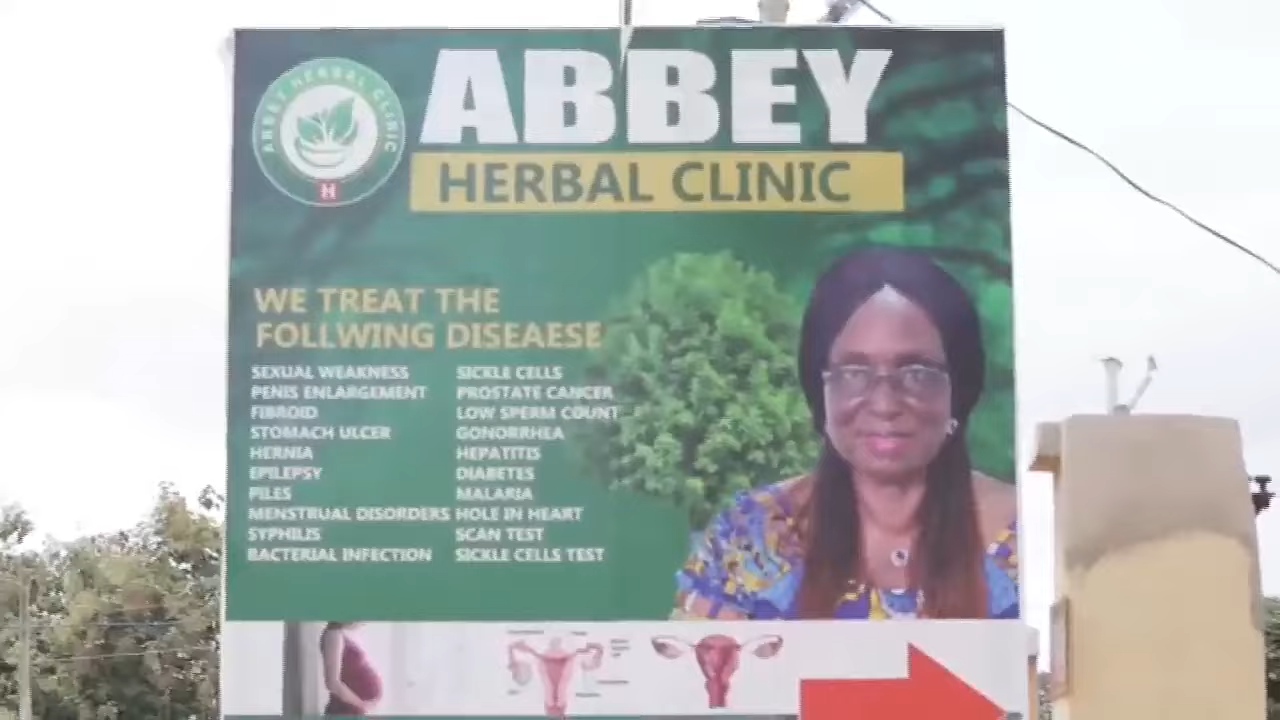 ABBEY HERBAL CLINIC
H
ABBEY
HERBAL CLINIC
WE TREAT THE
FOLLWING DISEAESE
SEXUAL WEAKNESS
PENIS ENLARGEMENT
FIBROID
STOMACH ULCER
HERNIA
EPILEPSY
PILES
MENSTRUAL DISORDERS
SYPHILIS
BACTERIAL INFECTION
SICKLE CELLS
PROSTATE CANCER
LOW SPERM COUNT
GONORRHEA
HEPATITIS
DIABETES
MALARIA
HOLE IN HEART
SCAN TEST
SICKLE CELLS TEST